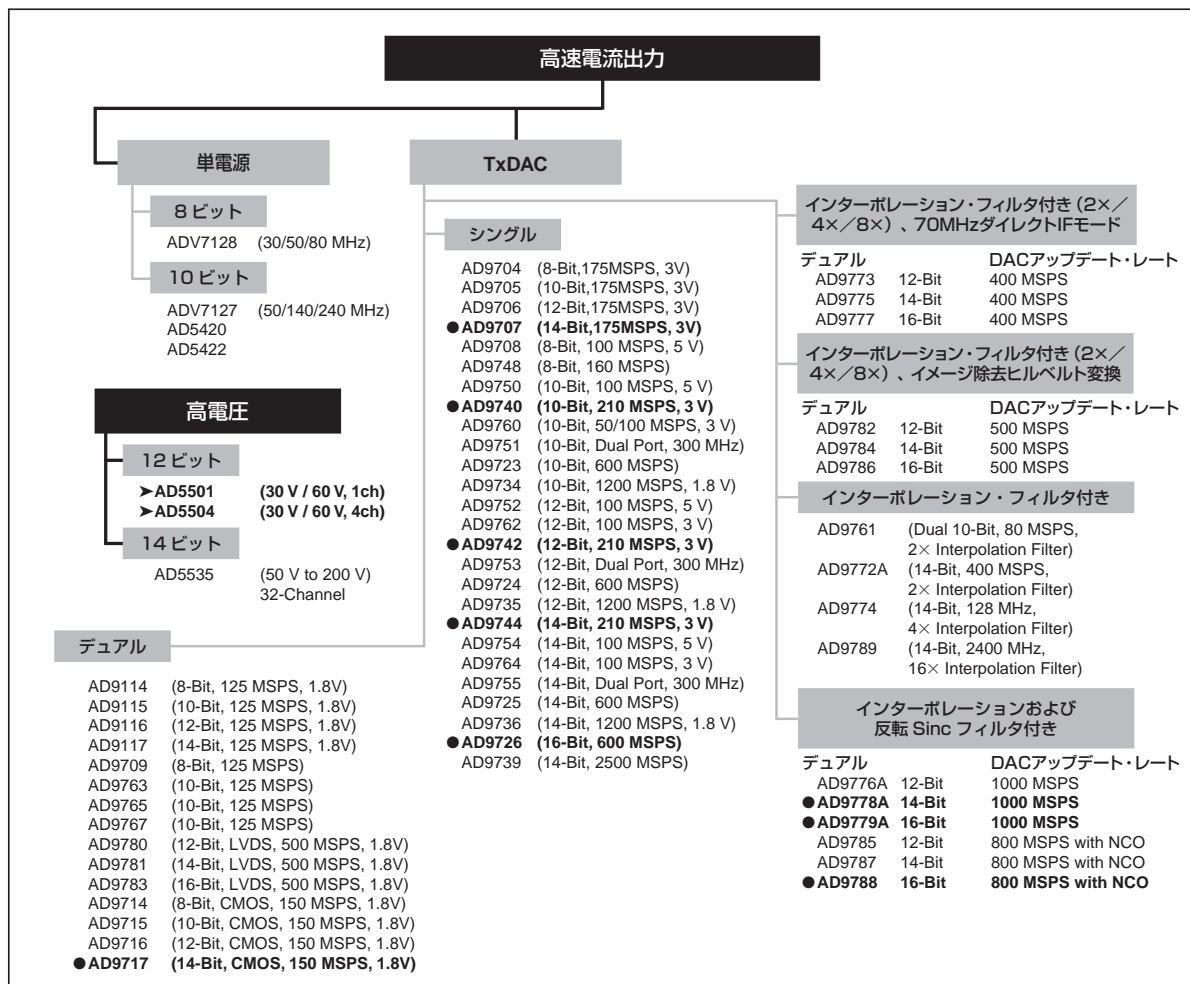 高速電流出力
単電源
8 ビット
ADV7128 (30/50/80 MHz)
10 ビット
ADV7127 (50/140/240 MHz)
AD5420
AD5422
高電圧
12 ビット
➤AD5501 (30 V / 60 V, 1ch)
➤AD5504 (30 V / 60 V, 4ch)
14 ビット
AD5535 (50 V to 200 V)
32-Channel
TxDAC
デュアル
AD9114 (8-Bit, 125 MSPS, 1.8V)
AD9115 (10-Bit, 125 MSPS, 1.8V)
AD9116 (12-Bit, 125 MSPS, 1.8V)
AD9117 (14-Bit, 125 MSPS, 1.8V)
AD9709 (8-Bit, 125 MSPS)
AD9763 (10-Bit, 125 MSPS)
AD9765 (10-Bit, 125 MSPS)
AD9767 (10-Bit, 125 MSPS)
AD9780 (12-Bit, LVDS, 500 MSPS, 1.8V)
AD9781 (14-Bit, LVDS, 500 MSPS, 1.8V)
AD9783 (16-Bit, LVDS, 500 MSPS, 1.8V)
AD9714 (8-Bit, CMOS, 150 MSPS, 1.8V)
AD9715 (10-Bit, CMOS, 150 MSPS, 1.8V)
AD9716 (12-Bit, CMOS, 150 MSPS, 1.8V)
●AD9717 (14-Bit, CMOS, 150 MSPS, 1.8V)
シングル
AD9704 (8-Bit,175MSPS, 3V)
AD9705 (10-Bit,175MSPS, 3V)
AD9706 (12-Bit,175MSPS, 3V)
●AD9707 (14-Bit,175MSPS, 3V)
AD9708 (8-Bit, 100 MSPS, 5 V)
AD9748 (8-Bit, 160 MSPS)
AD9750 (10-Bit, 100 MSPS, 5 V)
●AD9740 (10-Bit, 210 MSPS, 3 V)
AD9760 (10-Bit, 50/100 MSPS, 3 V)
AD9751 (10-Bit, Dual Port, 300 MHz)
AD9723 (10-Bit, 600 MSPS)
AD9734 (10-Bit, 1200 MSPS, 1.8 V)
AD9752 (12-Bit, 100 MSPS, 5 V)
AD9762 (12-Bit, 100 MSPS, 3 V)
●AD9742 (12-Bit, 210 MSPS, 3 V)
AD9753 (12-Bit, Dual Port, 300 MHz)
AD9724 (12-Bit, 600 MSPS)
AD9735 (12-Bit, 1200 MSPS, 1.8 V)
●AD9744 (14-Bit, 210 MSPS, 3 V)
AD9754 (14-Bit, 100 MSPS, 5 V)
AD9764 (14-Bit, 100 MSPS, 3 V)
AD9755 (14-Bit, Dual Port, 300 MHz)
AD9725 (14-Bit, 600 MSPS)
AD9736 (14-Bit, 1200 MSPS, 1.8 V)
●AD9726 (16-Bit, 600 MSPS)
AD9739 (14-Bit, 2500 MSPS)
インターポレーション・フィルタ付き(2×／
4×／8×)、70MHzダイレクトIFモード
デュアル DACアップデート・レート
AD9773 12-Bit 400 MSPS
AD9775 14-Bit 400 MSPS
AD9777 16-Bit 400 MSPS
インターポレーション・フィルタ付き(2×／
4×／8×)、イメージ除去ヒルベルト変換
デュアル DACアップデート・レート
AD9782 12-Bit 500 MSPS
AD9784 14-Bit 500 MSPS
AD9786 16-Bit 500 MSPS
インターポレーション・フィルタ付き
AD9761 (Dual 10-Bit, 80 MSPS,
2× Interpolation Filter)
AD9772A (14-Bit, 400 MSPS,
2× Interpolation Filter)
AD9774 (14-Bit, 128 MHz,
4× Interpolation Filter)
AD9789 (14-Bit, 2400 MHz,
16× Interpolation Filter)
インターポレーションおよび
反転 Sinc フィルタ付き
デュアル DACアップデート・レート
AD9776A 12-Bit 1000 MSPS
●AD9778A 14-Bit 1000 MSPS
●AD9779A 16-Bit 1000 MSPS
AD9785 12-Bit 800 MSPS with NCO
AD9787 14-Bit 800 MSPS with NCO
●AD9788 16-Bit 800 MSPS with NCO